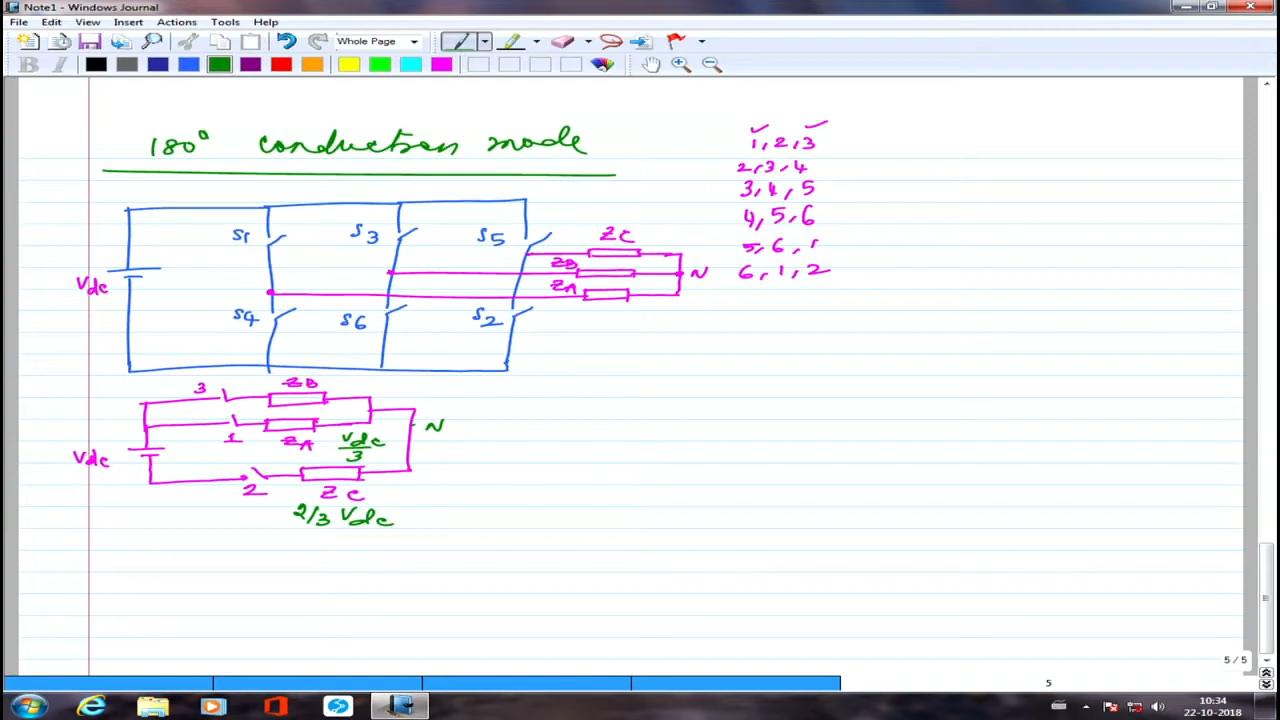 Note1 - Windows Journal
File Edit View Insert Actions Tools Help
Whole Page
B I
180° conduction mode
1, 2, 3
2, 3, 4
3, 4, 5
4, 5, 6
5, 6, 1
6, 1, 2
S1 S3 S5
ZC
ZB
ZA
N
Vdc
S4 S6 S2
3 ZB
1 ZA Vdc/3
N
Vdc
2 ZC
2/3 Vdc
5 / 5
5
10:34
22-10-2018